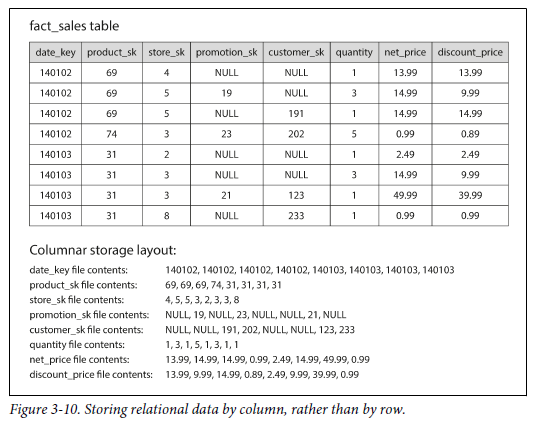 fact_sales table
date_key product_sk store_sk promotion_sk customer_sk quantity net_price discount_price
140102 69 4 NULL NULL 1 13.99 13.99
140102 69 5 19 NULL 3 14.99 9.99
140102 69 5 NULL 191 1 14.99 14.99
140102 74 3 23 202 5 0.99 0.89
140103 31 2 NULL NULL 1 2.49 2.49
140103 31 3 NULL NULL 3 14.99 9.99
140103 31 3 21 123 1 49.99 39.99
140103 31 8 NULL 233 1 0.99 0.99
Columnar storage layout:
date_key file contents: 140102, 140102, 140102, 140102, 140103, 140103, 140103, 140103
product_sk file contents: 69, 69, 69, 74, 31, 31, 31, 31
store_sk file contents: 4, 5, 5, 3, 2, 3, 3, 8
promotion_sk file contents: NULL, 19, NULL, 23, NULL, NULL, 21, NULL
customer_sk file contents: NULL, NULL, 191, 202, NULL, NULL, 123, 233
quantity file contents: 1, 3, 1, 5, 1, 3, 1, 1
net_price file contents: 13.99, 14.99, 14.99, 0.99, 2.49, 14.99, 49.99, 0.99
discount_price file contents: 13.99, 9.99, 14.99, 0.89, 2.49, 9.99, 39.99, 0.99
Figure 3-10. Storing relational data by column, rather than by row.